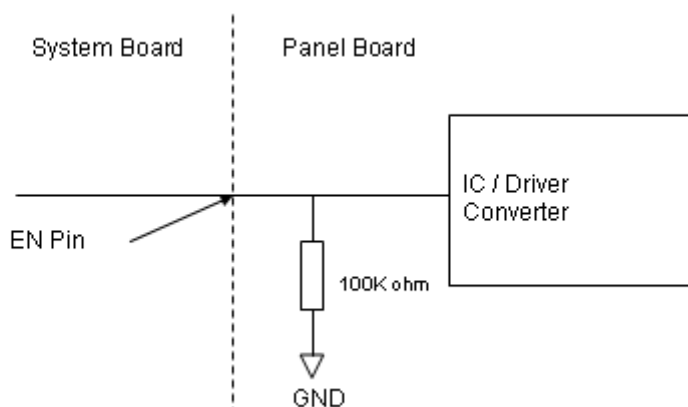 System Board
Panel Board
IC / Driver
Converter
EN Pin
100K ohm
GND